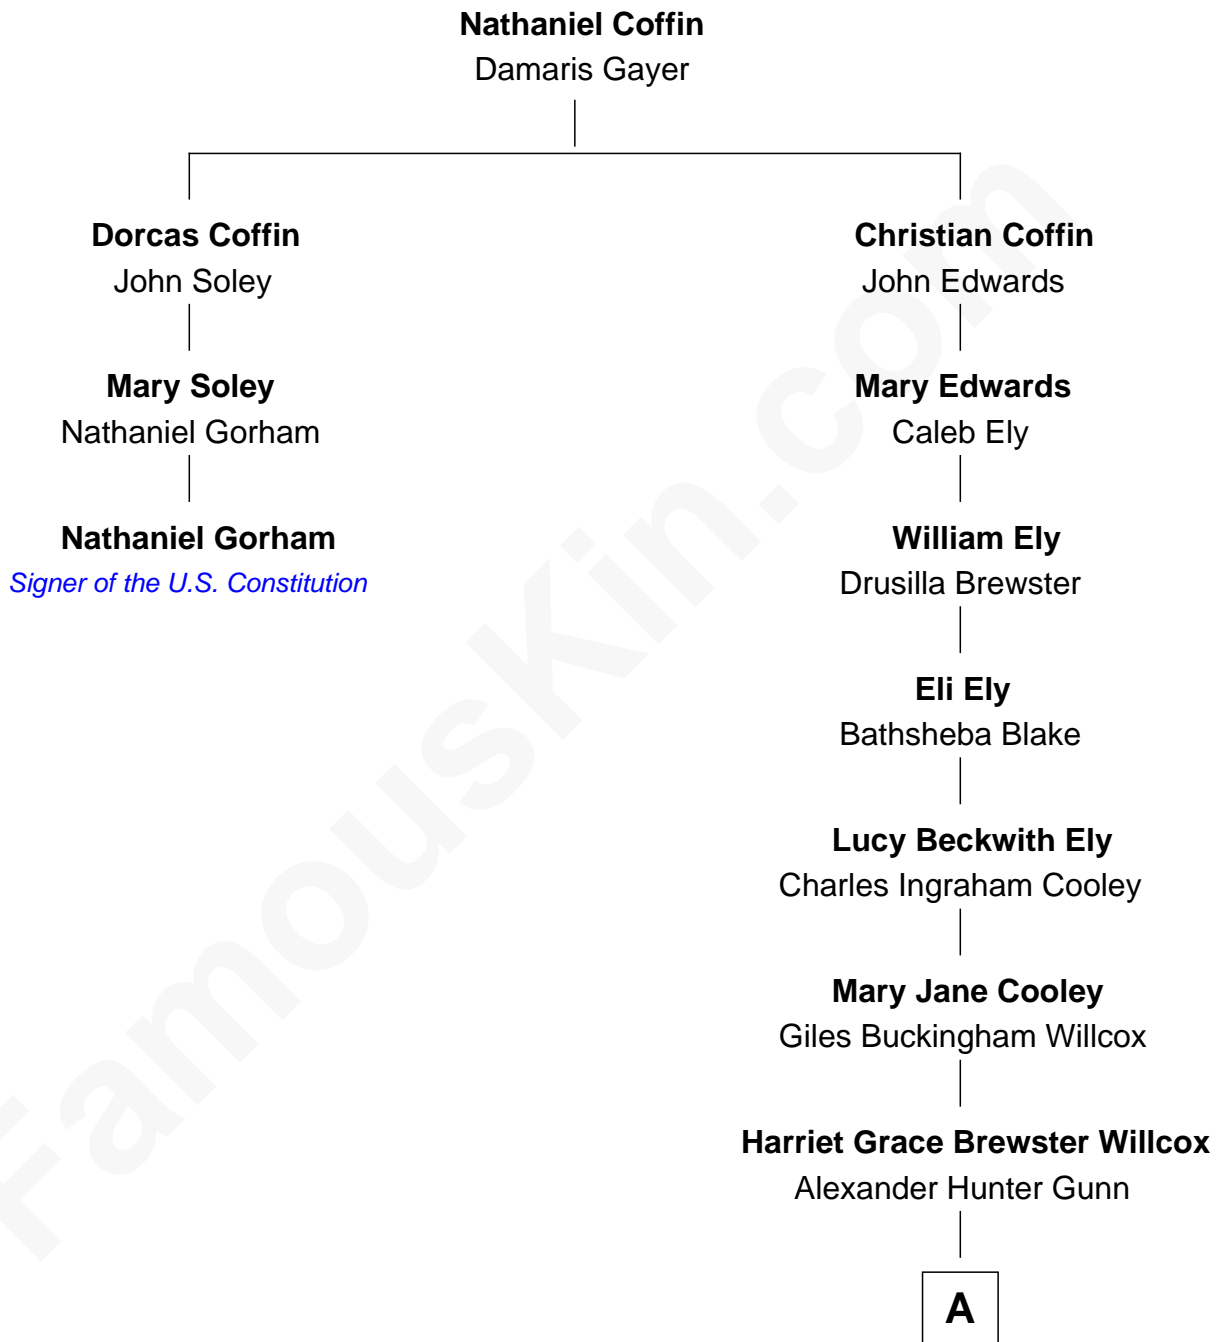 Nathaniel Coffin
Damaris Gayer
Dorcas Coffin
John Soley
Mary Soley
Nathaniel Gorham
Nathaniel Gorham
Signer of the U.S. Constitution
Christian Coffin
John Edwards
Mary Edwards
Caleb Ely
William Ely
Drusilla Brewster
Eli Ely
Bathsheba Blake
Lucy Beckwith Ely
Charles Ingraham Cooley
Mary Jane Cooley
Giles Buckingham Willcox
Harriet Grace Brewster Willcox
Alexander Hunter Gunn
A
FamousKin.com